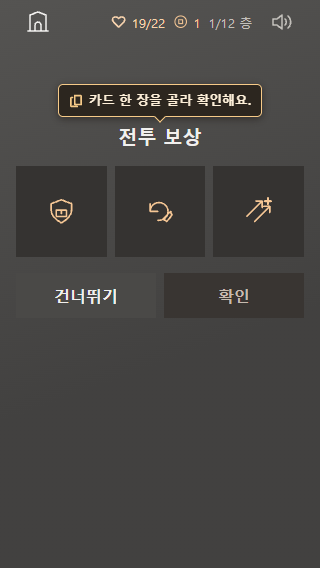 19/22 1 1/12 층
카드 한 장을 골라 확인해요.
전투 보상
건너뛰기 확인